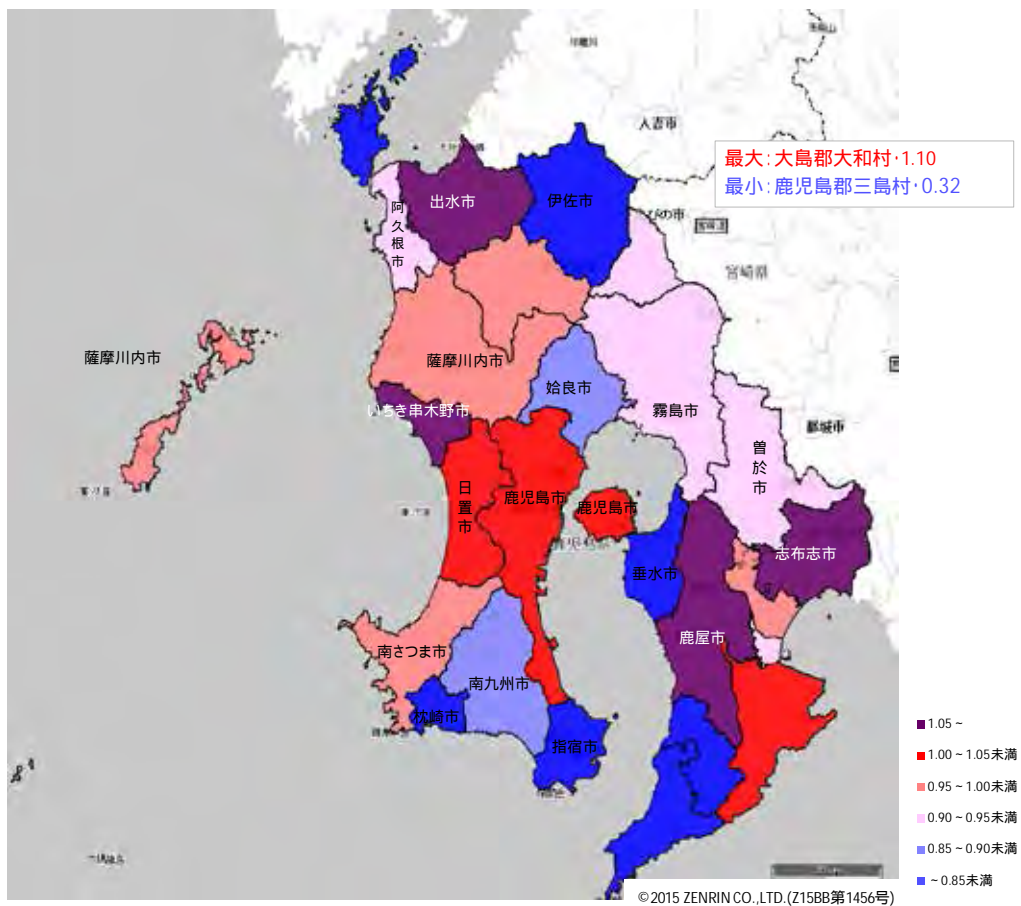 人吉市
最大：大島郡大和村・1.10
最小：鹿児島郡三島村・0.32
出水市
伊佐市
阿久根市
えびの市
宮崎県
薩摩川内市
薩摩川内市
姶良市
霧島市
いちき串木野市
都城市
曽於市
日置市
鹿児島市
鹿児島市
鹿児島県
志布志市
垂水市
鹿屋市
南さつま市
南九州市
枕崎市
指宿市
1.05～
1.00～1.05未満
0.95～1.00未満
0.90～0.95未満
0.85～0.90未満
～0.85未満
©2015 ZENRIN CO.,LTD.(Z15BB第1456号)